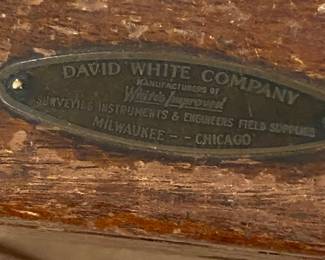 DAVID WHITE COMPANY
MANUFACTURERS OF
White's Improved
SURVEYING INSTRUMENTS & ENGINEERS FIELD SUPPLIES
MILWAUKEE -- CHICAGO